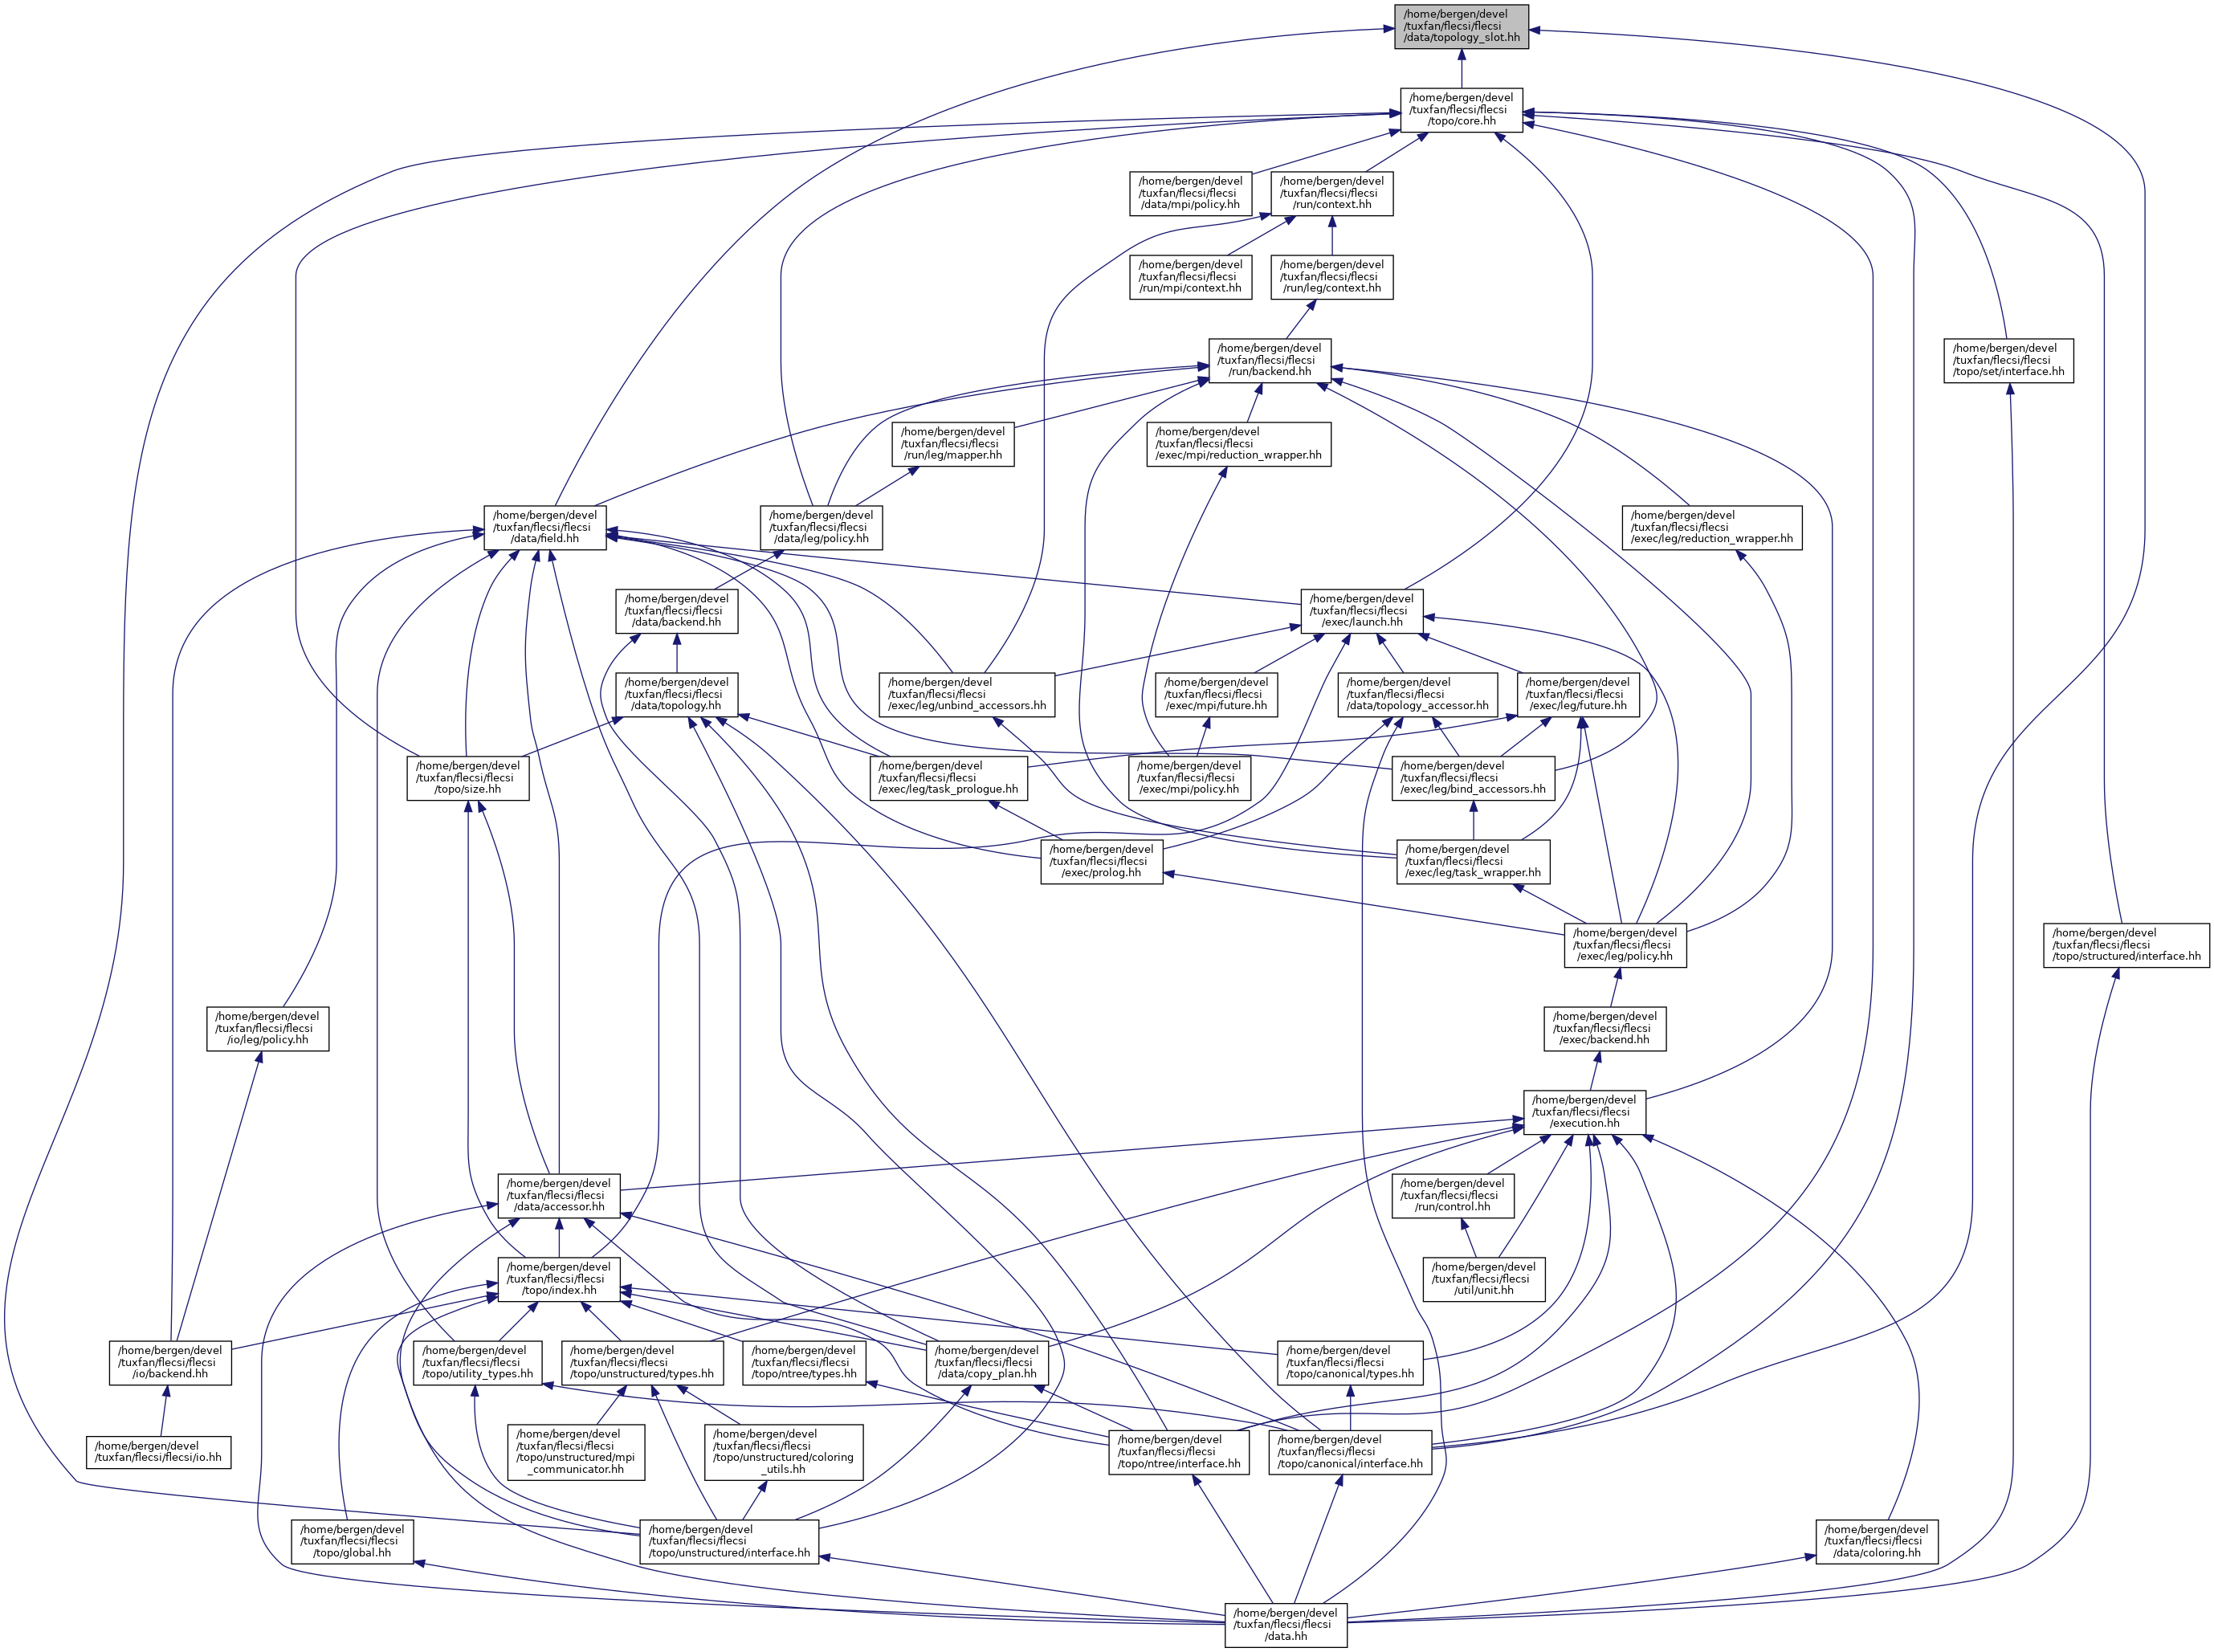 /home/bergen/devel
/tuxfan/flecsi/flecsi
/data/topology_slot.hh
/home/bergen/devel
/tuxfan/flecsi/flecsi
/topo/core.hh
/home/bergen/devel
/tuxfan/flecsi/flecsi
/data/mpi/policy.hh
/home/bergen/devel
/tuxfan/flecsi/flecsi
/run/context.hh
/home/bergen/devel
/tuxfan/flecsi/flecsi
/run/mpi/context.hh
/home/bergen/devel
/tuxfan/flecsi/flecsi
/run/leg/context.hh
/home/bergen/devel
/tuxfan/flecsi/flecsi
/run/backend.hh
/home/bergen/devel
/tuxfan/flecsi/flecsi
/topo/set/interface.hh
/home/bergen/devel
/tuxfan/flecsi/flecsi
/run/leg/mapper.hh
/home/bergen/devel
/tuxfan/flecsi/flecsi
/exec/mpi/reduction_wrapper.hh
/home/bergen/devel
/tuxfan/flecsi/flecsi
/data/field.hh
/home/bergen/devel
/tuxfan/flecsi/flecsi
/data/leg/policy.hh
/home/bergen/devel
/tuxfan/flecsi/flecsi
/exec/leg/reduction_wrapper.hh
/home/bergen/devel
/tuxfan/flecsi/flecsi
/data/backend.hh
/home/bergen/devel
/tuxfan/flecsi/flecsi
/exec/launch.hh
/home/bergen/devel
/tuxfan/flecsi/flecsi
/data/topology.hh
/home/bergen/devel
/tuxfan/flecsi/flecsi
/exec/leg/unbind_accessors.hh
/home/bergen/devel
/tuxfan/flecsi/flecsi
/exec/mpi/future.hh
/home/bergen/devel
/tuxfan/flecsi/flecsi
/data/topology_accessor.hh
/home/bergen/devel
/tuxfan/flecsi/flecsi
/exec/leg/future.hh
/home/bergen/devel
/tuxfan/flecsi/flecsi
/topo/size.hh
/home/bergen/devel
/tuxfan/flecsi/flecsi
/exec/leg/task_prologue.hh
/home/bergen/devel
/tuxfan/flecsi/flecsi
/exec/mpi/policy.hh
/home/bergen/devel
/tuxfan/flecsi/flecsi
/exec/leg/bind_accessors.hh
/home/bergen/devel
/tuxfan/flecsi/flecsi
/exec/prolog.hh
/home/bergen/devel
/tuxfan/flecsi/flecsi
/exec/leg/task_wrapper.hh
/home/bergen/devel
/tuxfan/flecsi/flecsi
/exec/leg/policy.hh
/home/bergen/devel
/tuxfan/flecsi/flecsi
/topo/structured/interface.hh
/home/bergen/devel
/tuxfan/flecsi/flecsi
/io/leg/policy.hh
/home/bergen/devel
/tuxfan/flecsi/flecsi
/exec/backend.hh
/home/bergen/devel
/tuxfan/flecsi/flecsi
/execution.hh
/home/bergen/devel
/tuxfan/flecsi/flecsi
/data/accessor.hh
/home/bergen/devel
/tuxfan/flecsi/flecsi
/run/control.hh
/home/bergen/devel
/tuxfan/flecsi/flecsi
/topo/index.hh
/home/bergen/devel
/tuxfan/flecsi/flecsi
/util/unit.hh
/home/bergen/devel
/tuxfan/flecsi/flecsi
/io/backend.hh
/home/bergen/devel
/tuxfan/flecsi/flecsi
/topo/utility_types.hh
/home/bergen/devel
/tuxfan/flecsi/flecsi
/topo/unstructured/types.hh
/home/bergen/devel
/tuxfan/flecsi/flecsi
/topo/ntree/types.hh
/home/bergen/devel
/tuxfan/flecsi/flecsi
/data/copy_plan.hh
/home/bergen/devel
/tuxfan/flecsi/flecsi
/topo/canonical/types.hh
/home/bergen/devel
/tuxfan/flecsi/flecsi/io.hh
/home/bergen/devel
/tuxfan/flecsi/flecsi
/topo/unstructured/mpi
_communicator.hh
/home/bergen/devel
/tuxfan/flecsi/flecsi
/topo/unstructured/coloring
_utils.hh
/home/bergen/devel
/tuxfan/flecsi/flecsi
/topo/ntree/interface.hh
/home/bergen/devel
/tuxfan/flecsi/flecsi
/topo/canonical/interface.hh
/home/bergen/devel
/tuxfan/flecsi/flecsi
/topo/global.hh
/home/bergen/devel
/tuxfan/flecsi/flecsi
/topo/unstructured/interface.hh
/home/bergen/devel
/tuxfan/flecsi/flecsi
/data/coloring.hh
/home/bergen/devel
/tuxfan/flecsi/flecsi
/data.hh